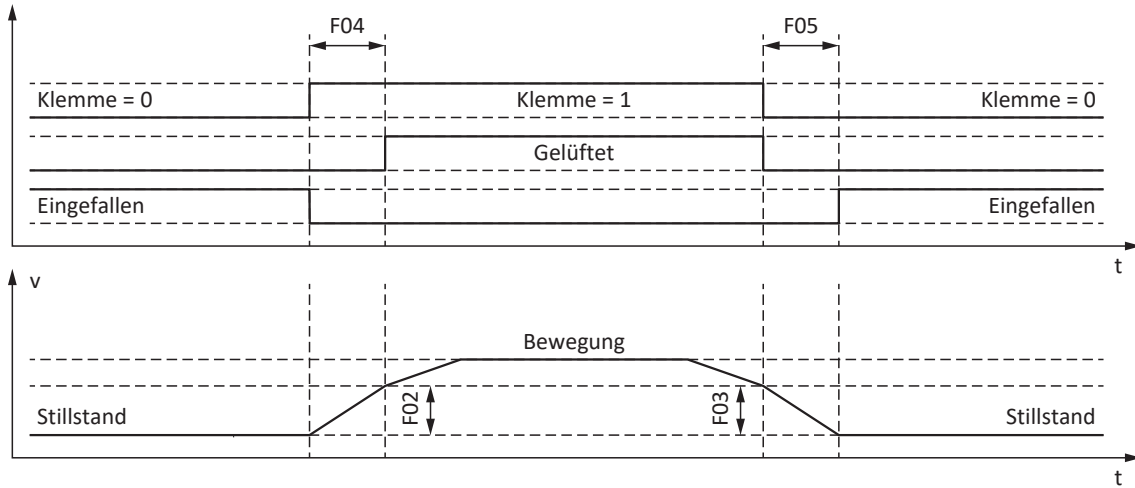 F04
F05
Klemme = 0
Klemme = 1
Klemme = 0
Gelüftet
Eingefallen
Eingefallen
t
v
Bewegung
Stillstand
F02
F03
Stillstand
t